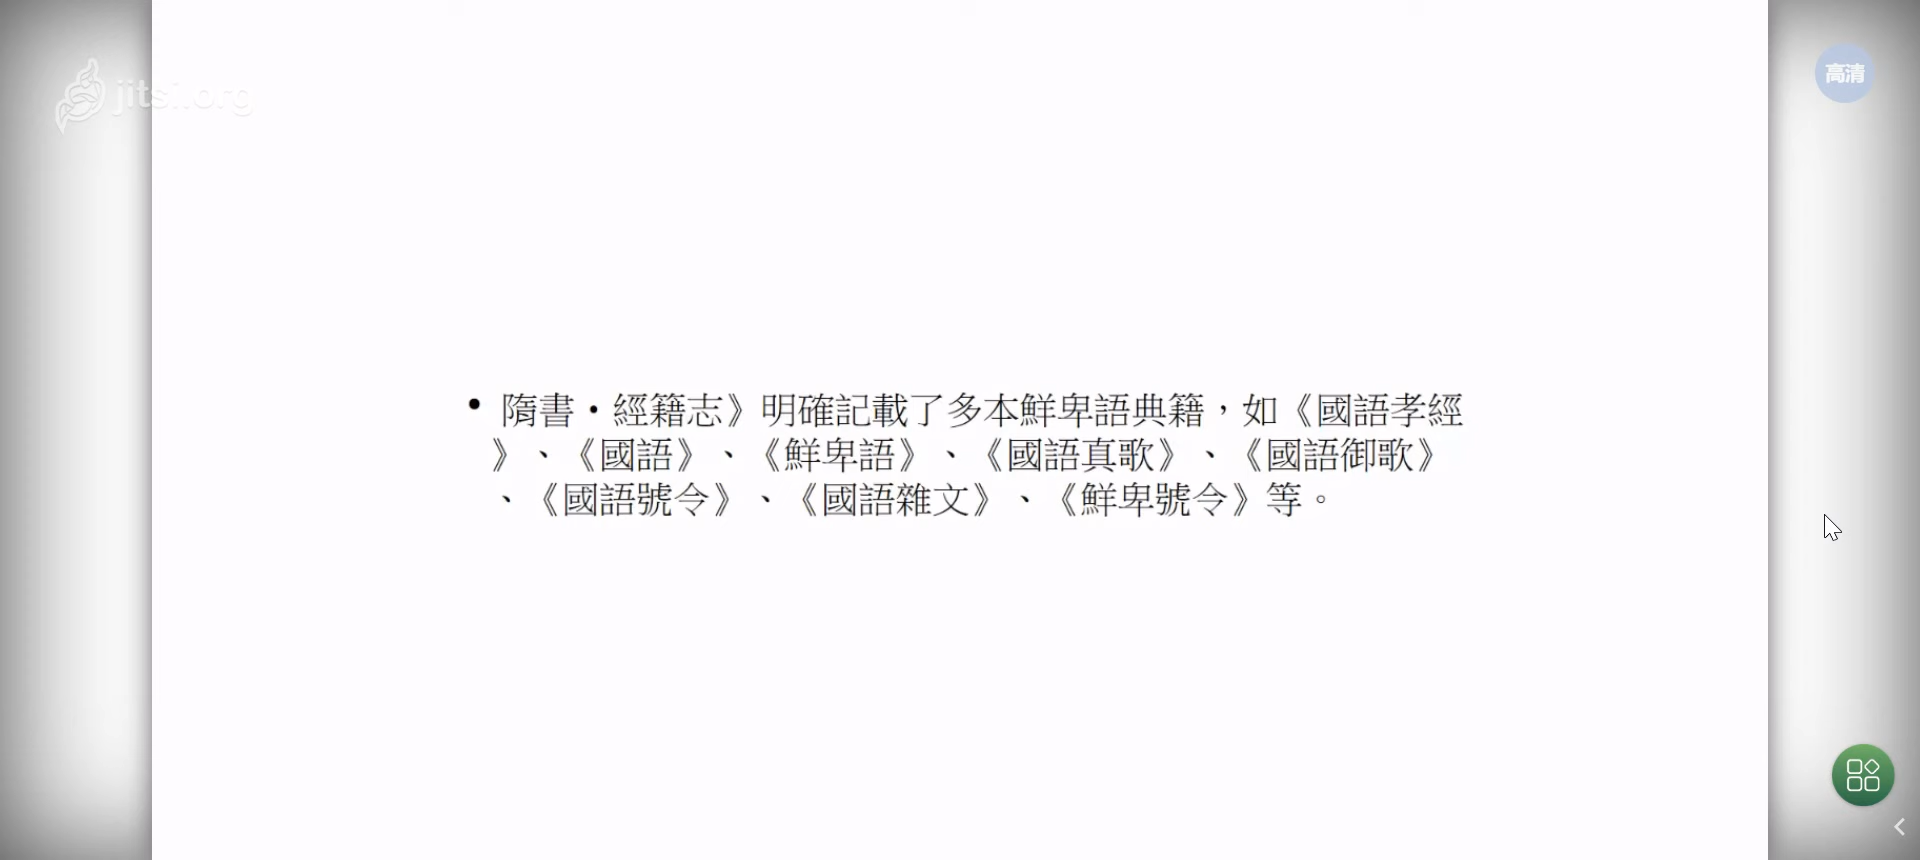 jitsi.org
高清
• 隋書・經籍志》明確記載了多本鮮卑語典籍，如《國語孝經
》、《國語》、《鮮卑語》、《國語真歌》、《國語御歌》
、《國語號令》、《國語雜文》、《鮮卑號令》等。